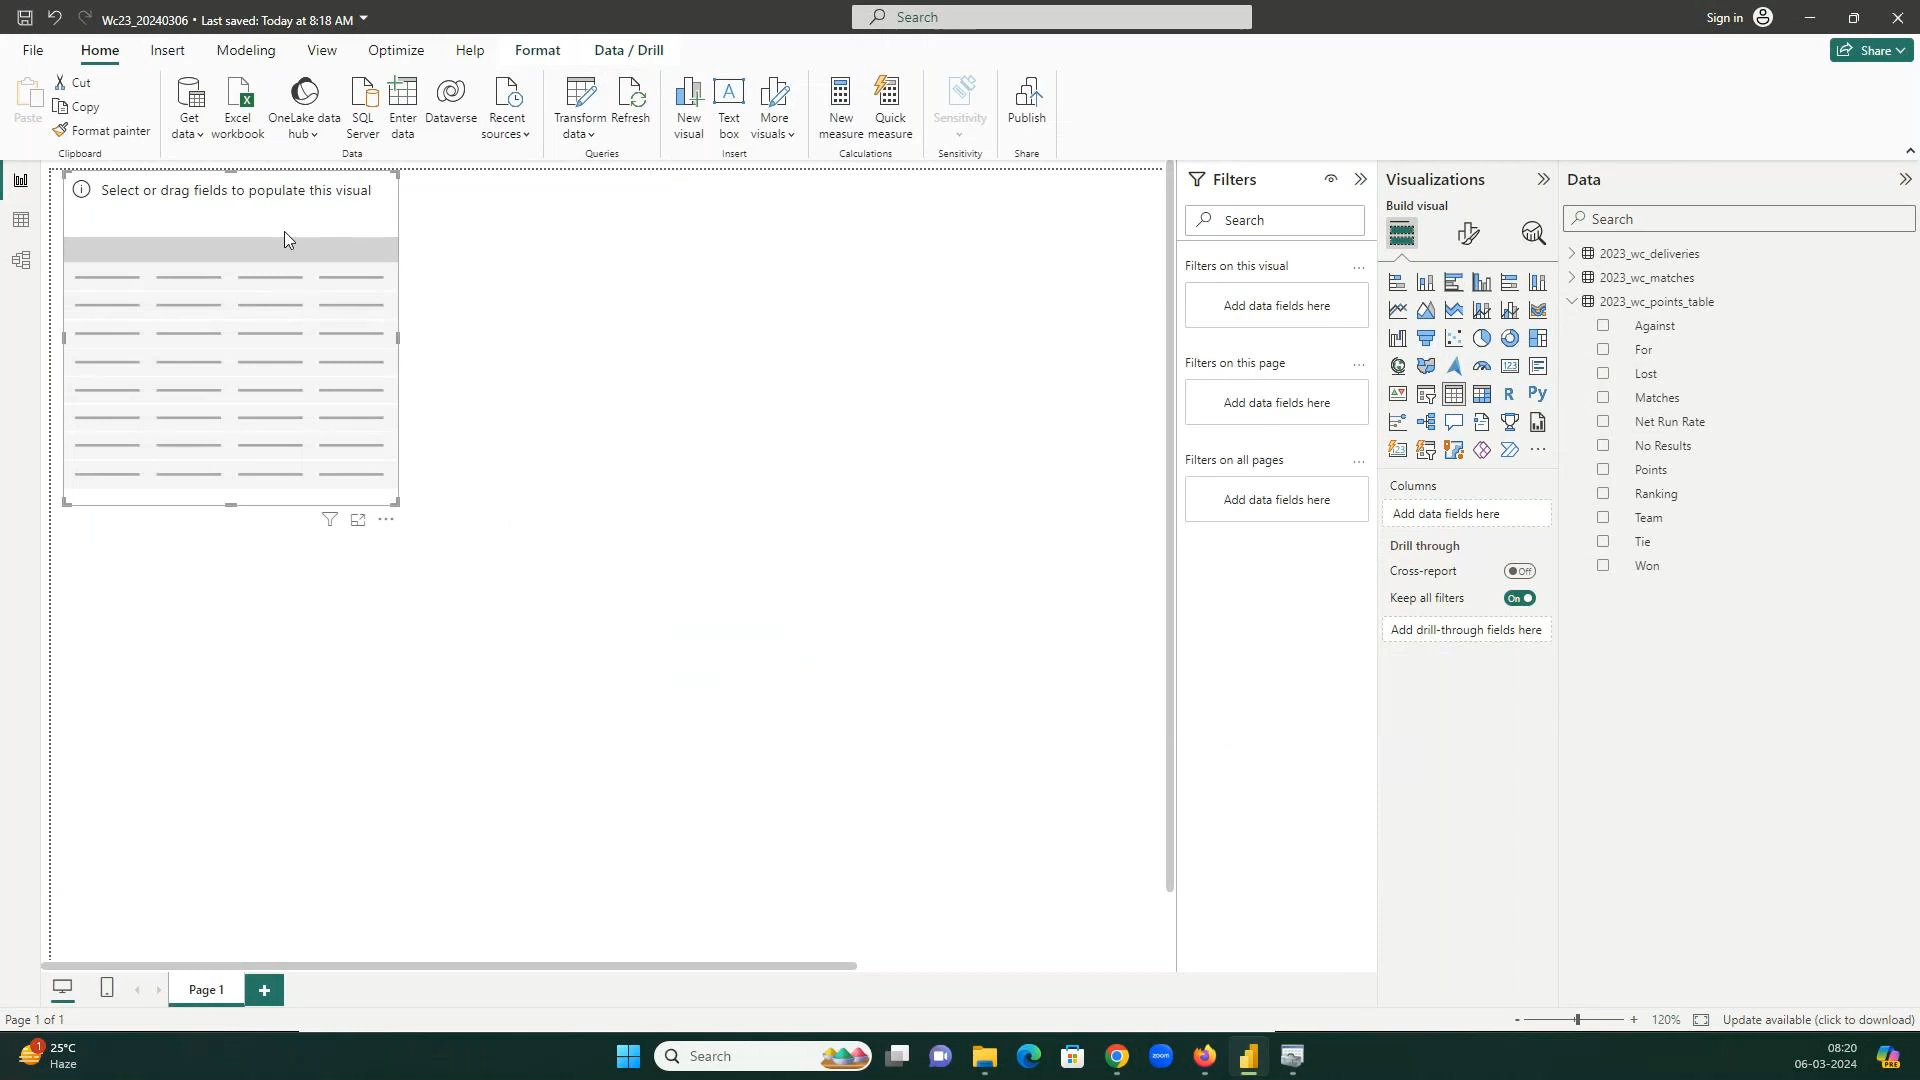 Wc23_20240306 • Last saved: Today at 8:18 AM
Search
Sign in
File
Home
Insert
Modeling
View
Optimize
Help
Format
Data / Drill
Share
Paste
Cut
Copy
Format painter
Clipboard
Get data
Excel workbook
OneLake data hub
SQL Server
Enter data
Dataverse
Recent sources
Data
Transform data
Refresh
Queries
New visual
Text box
More visuals
Insert
New measure
Quick measure
Calculations
Sensitivity
Sensitivity
Publish
Share
Select or drag fields to populate this visual
Filters
Search
Filters on this visual
Add data fields here
Filters on this page
Add data fields here
Filters on all pages
Add data fields here
Visualizations
Build visual
123
R
Py
123
Columns
Add data fields here
Drill through
Cross-report
Off
Keep all filters
On
Add drill-through fields here
Data
Search
2023_wc_deliveries
2023_wc_matches
2023_wc_points_table
Against
For
Lost
Matches
Net Run Rate
No Results
Points
Ranking
Team
Tie
Won
Page 1
Page 1 of 1
- + 120%
Update available (click to download)
1
25°C
Haze
Search
zoom
08:20
06-03-2024
PRE